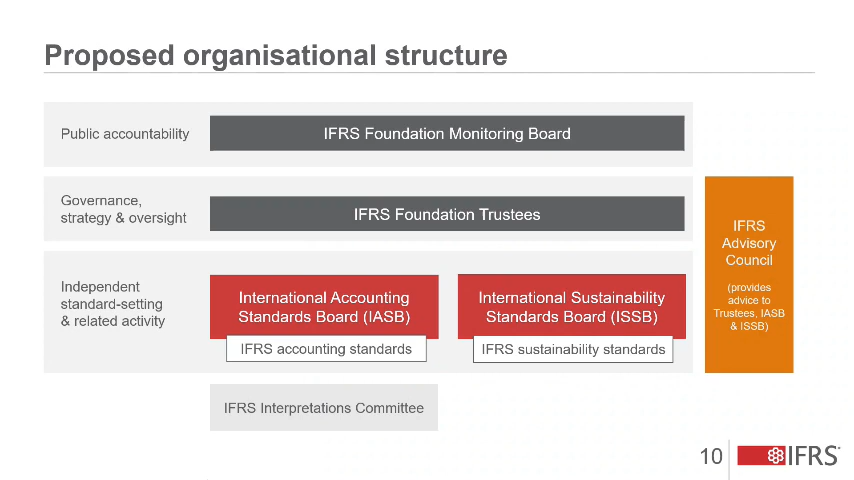 Proposed organisational structure
Public accountability
IFRS Foundation Monitoring Board
Governance,
strategy & oversight
IFRS Foundation Trustees
Independent
standard-setting
& related activity
International Accounting
Standards Board (IASB)
IFRS accounting standards
International Sustainability
Standards Board (ISSB)
IFRS sustainability standards
IFRS
Advisory
Council
(provides
advice to
Trustees, IASB
& ISSB)
IFRS Interpretations Committee
10
IFRS